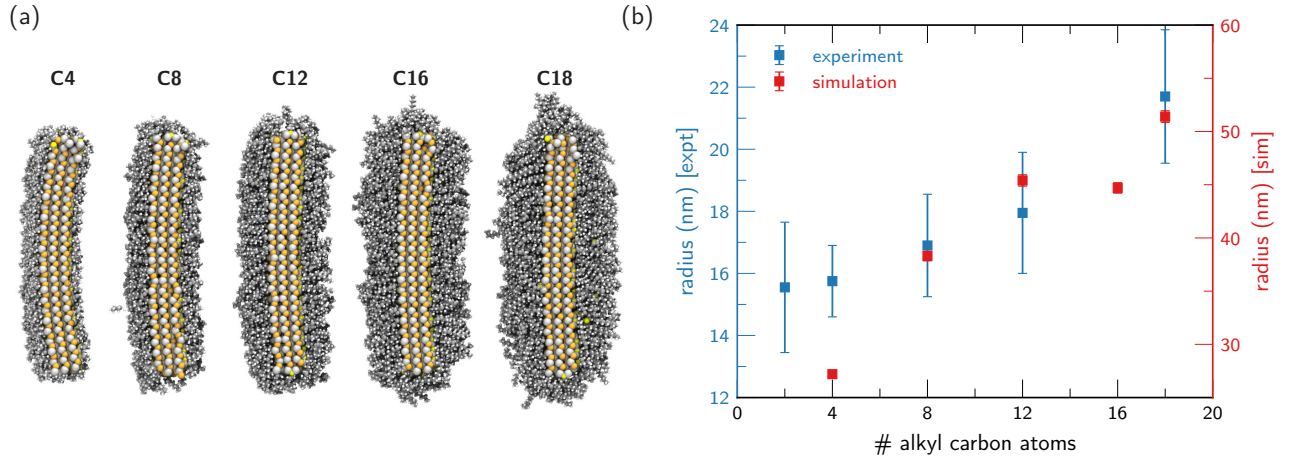 (a)
C4 C8 C12 C16 C18
(b)
24
22
20
18
16
14
12
radius (nm) [expt]
experiment
simulation
60
50
40
30
radius (nm) [sim]
0 4 8 12 16 20
# alkyl carbon atoms